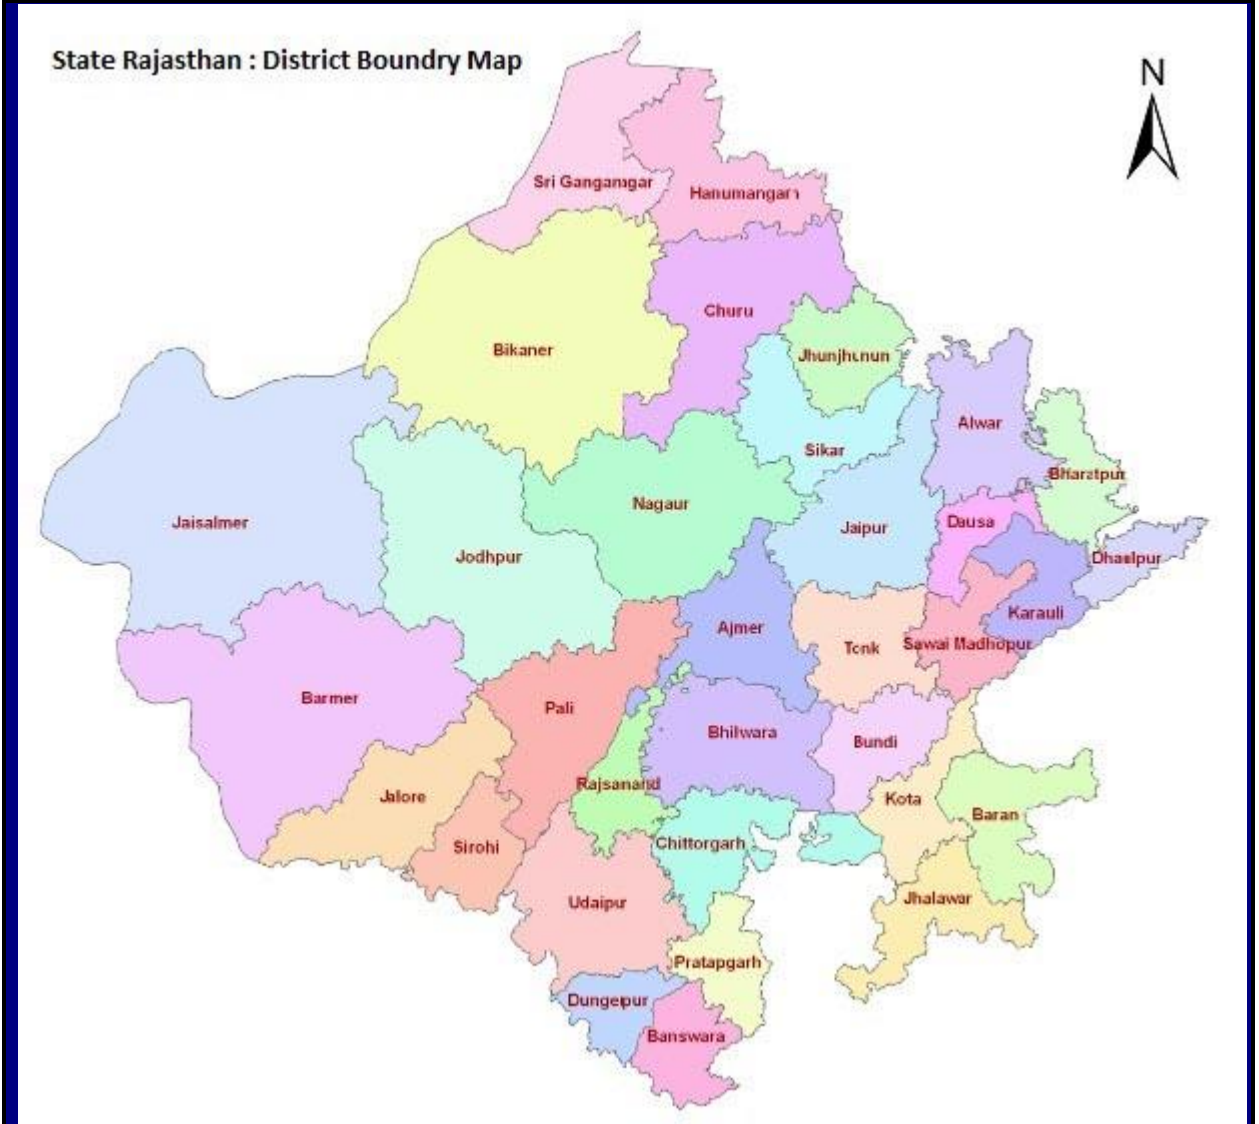 State Rajasthan : District Boundry Map
N
Sri Ganganagar
Hanumangarh
Churu
Bikaner
Jhunjhunun
Alwar
Sikar
Bharatpur
Nagaur
Jaisalmer
Jaipur
Dausa
Jodhpur
Dhaulpur
Karauli
Ajmer
Tonk
Sawai Madhopur
Barmer
Pali
Bhilwara
Bundi
Rajsamand
Jalore
Kota
Baran
Sirohi
Chittorgarh
Udaipur
Jhalawar
Pratapgarh
Dungerpur
Banswara